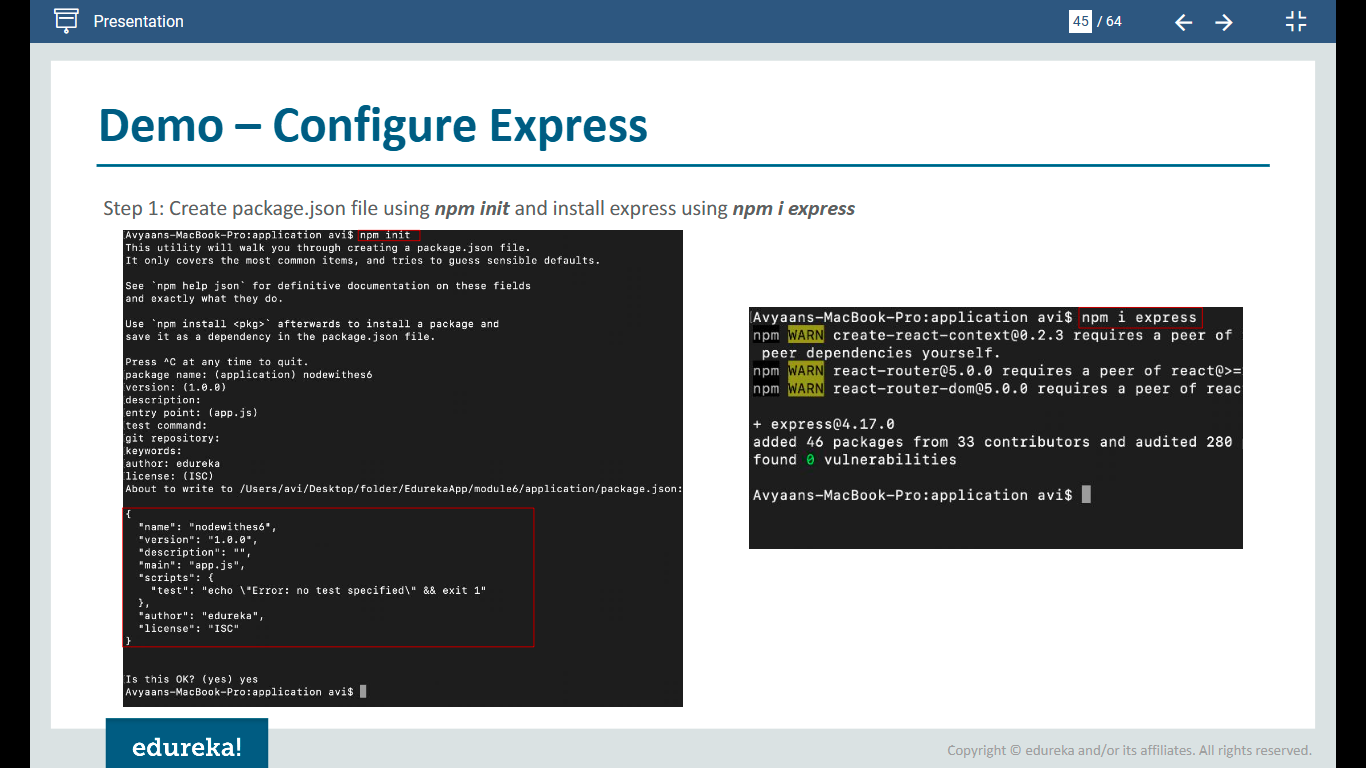 Presentation
45 / 64
Demo – Configure Express
Step 1: Create package.json file using npm init and install express using npm i express
Avyaans-MacBook-Pro:application avi$ npm init
This utility will walk you through creating a package.json file.
It only covers the most common items, and tries to guess sensible defaults.
See `npm help json` for definitive documentation on these fields
and exactly what they do.
Use `npm install <pkg>` afterwards to install a package and
save it as a dependency in the package.json file.
Press ^C at any time to quit.
package name: (application) nodewithes6
version: (1.0.0)
description:
entry point: (app.js)
test command:
git repository:
keywords:
author: edureka
license: (ISC)
About to write to /Users/avi/Desktop/folder/EdurekaApp/module6/application/package.json:
{
"name": "nodewithes6",
"version": "1.0.0",
"description": "",
"main": "app.js",
"scripts": {
"test": "echo \"Error: no test specified\" && exit 1"
},
"author": "edureka",
"license": "ISC"
}
Is this OK? (yes) yes
Avyaans-MacBook-Pro:application avi$
Avyaans-MacBook-Pro:application avi$ npm i express
npm WARN create-react-context@0.2.3 requires a peer of
peer dependencies yourself.
npm WARN react-router@5.0.0 requires a peer of react@>=
npm WARN react-router-dom@5.0.0 requires a peer of reac
+ express@4.17.0
added 46 packages from 33 contributors and audited 280
found 0 vulnerabilities
Avyaans-MacBook-Pro:application avi$
edureka!
Copyright © edureka and/or its affiliates. All rights reserved.